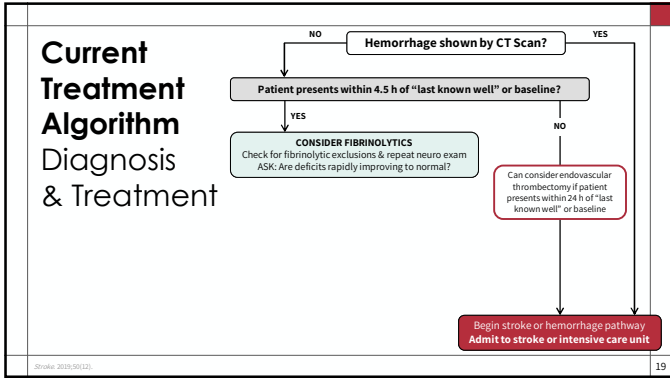 Current
Treatment
Algorithm
Diagnosis
& Treatment
NO
Hemorrhage shown by CT Scan?
YES
Patient presents within 4.5 h of “last known well” or baseline?
YES
NO
CONSIDER FIBRINOLYTICS
Check for fibrinolytic exclusions & repeat neuro exam
ASK: Are deficits rapidly improving to normal?
Can consider endovascular
thrombectomy if patient
presents within 24 h of “last
known well” or baseline
Begin stroke or hemorrhage pathway
Admit to stroke or intensive care unit
Stroke. 2019;50(12).
19